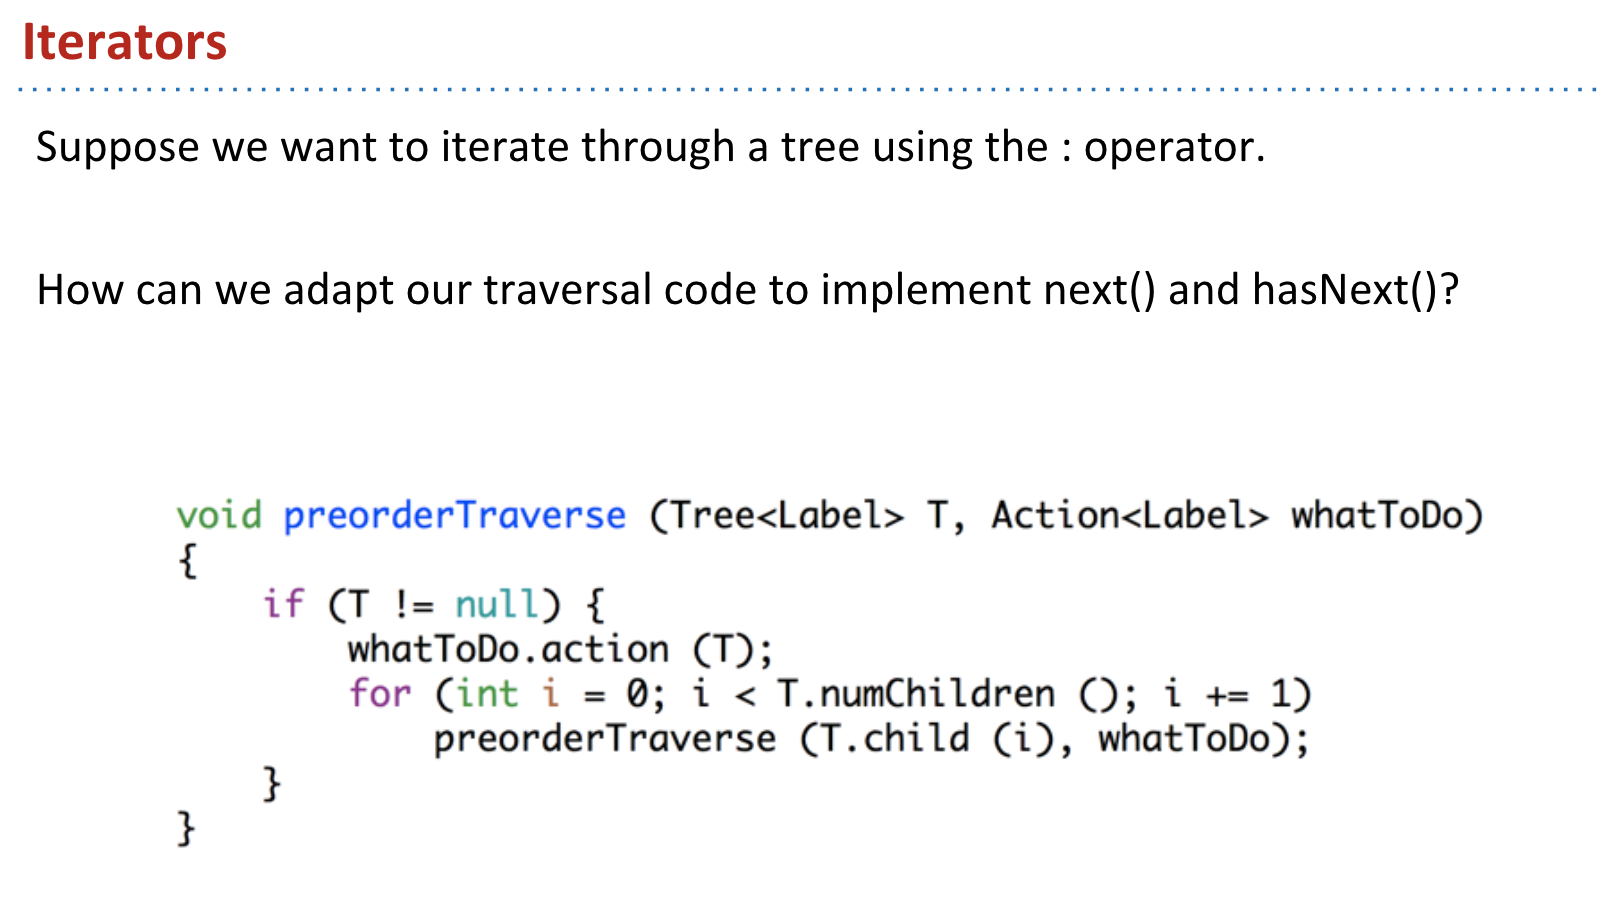 Iterators
Suppose we want to iterate through a tree using the : operator.
How can we adapt our traversal code to implement next() and hasNext()?
void preorderTraverse (Tree<Label> T, Action<Label> whatToDo)
{
    if (T != null) {
        whatToDo.action (T);
        for (int i = 0; i < T.numChildren (); i += 1)
            preorderTraverse (T.child (i), whatToDo);
    }
}